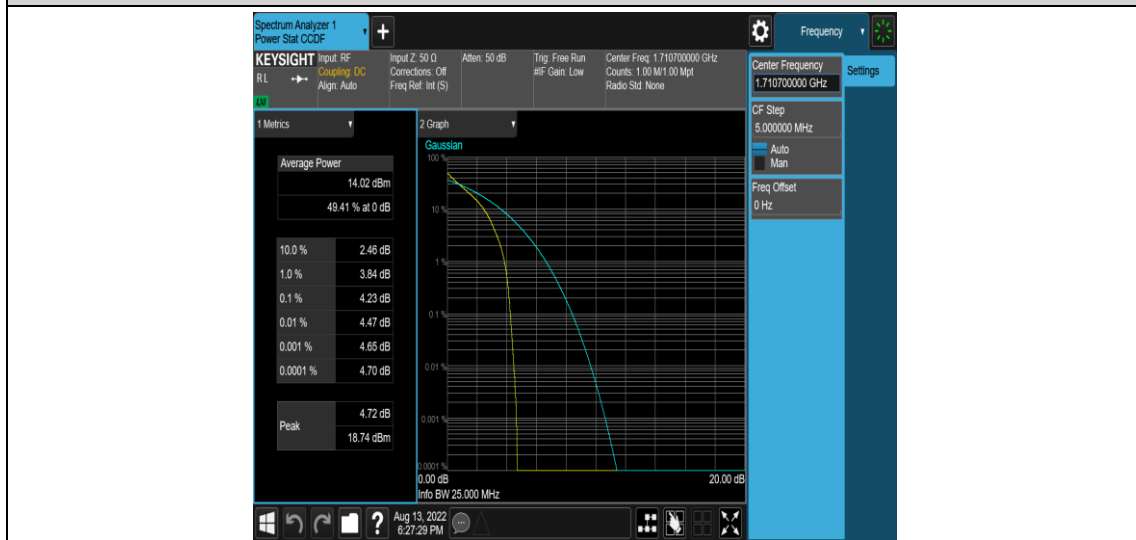 Spectrum Analyzer 1
Power Stat CCDF
Frequency
KEYSIGHT
RL
LXI
Input: RF
Coupling: DC
Align: Auto
Input Z: 50 Ω
Corrections: Off
Freq Ref: Int (S)
Atten: 50 dB
Trig: Free Run
#IF Gain: Low
Center Freq: 1.710700000 GHz
Counts: 1.00 M/1.00 Mpt
Radio Std: None
Center Frequency
1.710700000 GHz
Settings
CF Step
5.000000 MHz
Auto
Man
Freq Offset
0 Hz
1 Metrics
Average Power
14.02 dBm
49.41 % at 0 dB
10.0 % 2.46 dB
1.0 % 3.84 dB
0.1 % 4.23 dB
0.01 % 4.47 dB
0.001 % 4.65 dB
0.0001 % 4.70 dB
Peak 4.72 dB
18.74 dBm
2 Graph
Gaussian
100 %
10 %
1 %
0.1 %
0.01 %
0.001 %
0.0001 %
0.00 dB 20.00 dB
Info BW 25.000 MHz
Aug 13, 2022
6:27:29 PM